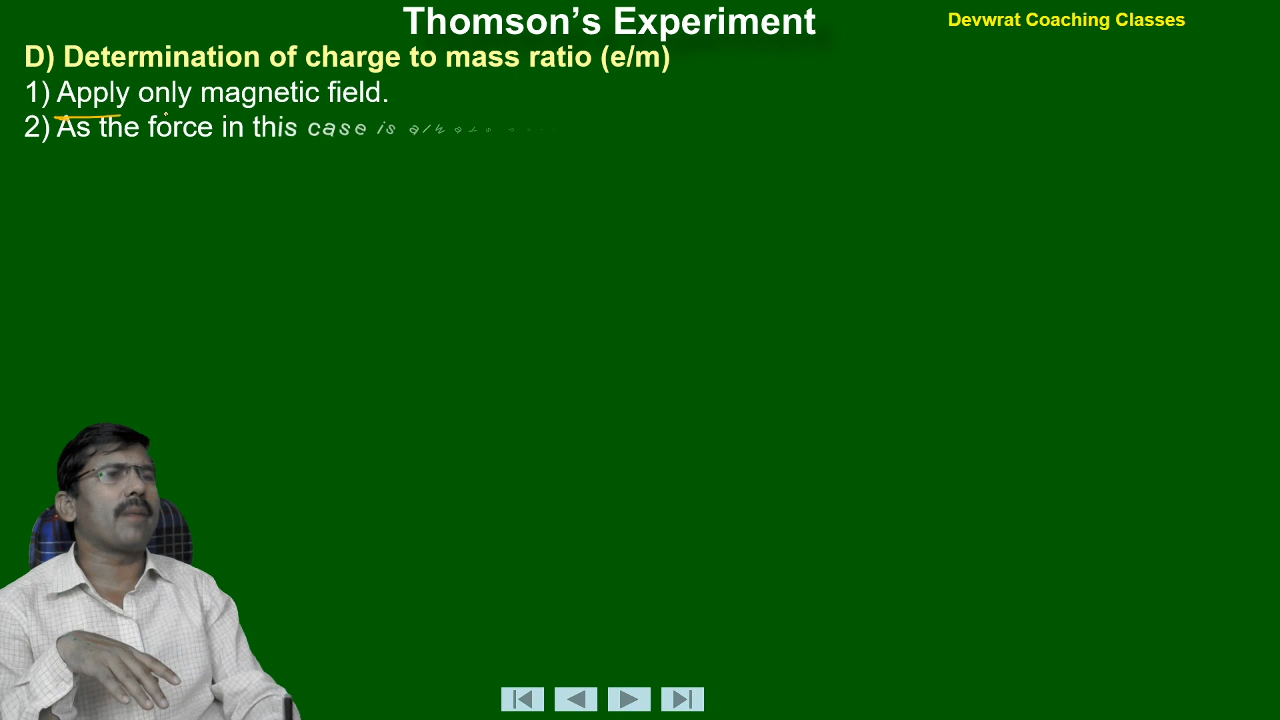 Thomson’s Experiment
Devwrat Coaching Classes
D) Determination of charge to mass ratio (e/m)
1) Apply only magnetic field.
2) As the force in this case is always